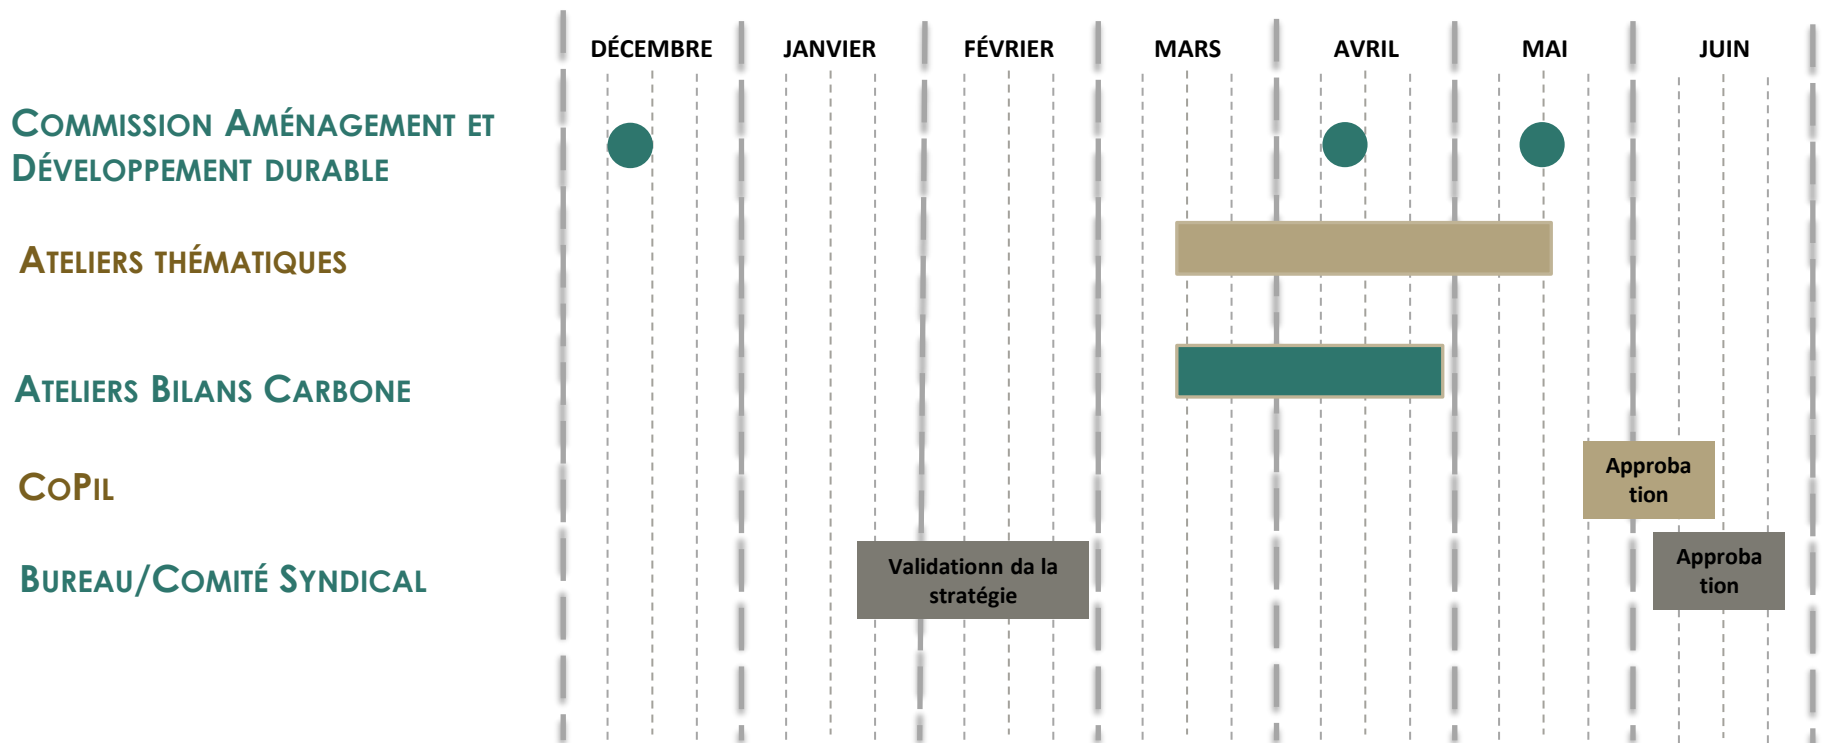 DÉCEMBRE JANVIER FÉVRIER MARS AVRIL MAI JUIN
COMMISSION AMÉNAGEMENT ET
DÉVELOPPEMENT DURABLE
ATELIERS THÉMATIQUES
ATELIERS BILANS CARBONE
COPIL
Approba
tion
BUREAU/COMITÉ SYNDICAL
Validationn da la
stratégie
Approba
tion